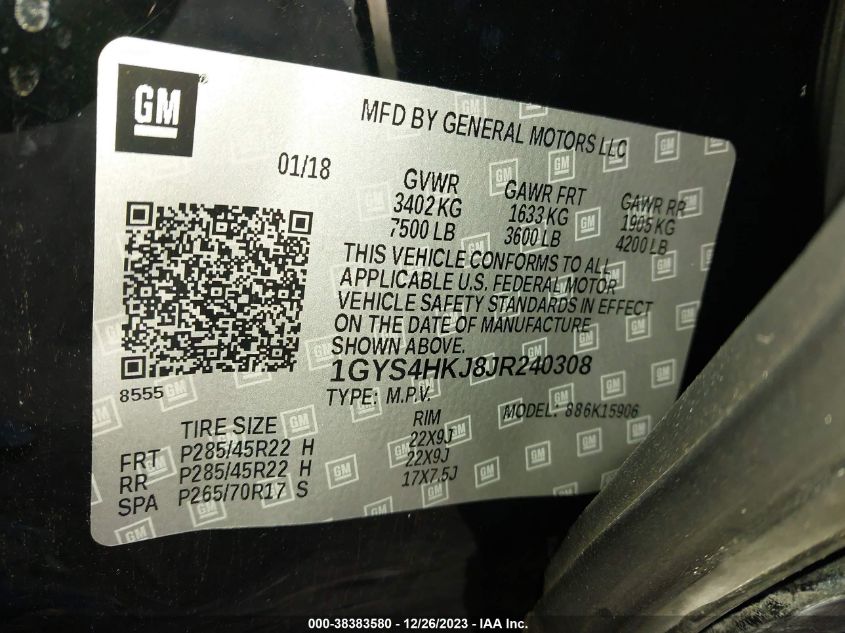 GM
MFD BY GENERAL MOTORS LLC
01/18
GVWR GAWR FRT GAWR RR
3402 KG 1633 KG 1905 KG
7500 LB 3600 LB 4200 LB
THIS VEHICLE CONFORMS TO ALL
APPLICABLE U.S. FEDERAL MOTOR
VEHICLE SAFETY STANDARDS IN EFFECT
ON THE DATE OF MANUFACTURE
SHOWN ABOVE.
1GYS4HKJ8JR240308
8555
TYPE: M.P.V. MODEL: 886K15906
TIRE SIZE RIM
FRT P285/45R22 H 22X9J
RR P285/45R22 H 22X9J
SPA P265/70R17 S 17X7.5J
000-38383580 - 12/26/2023 - IAA Inc.